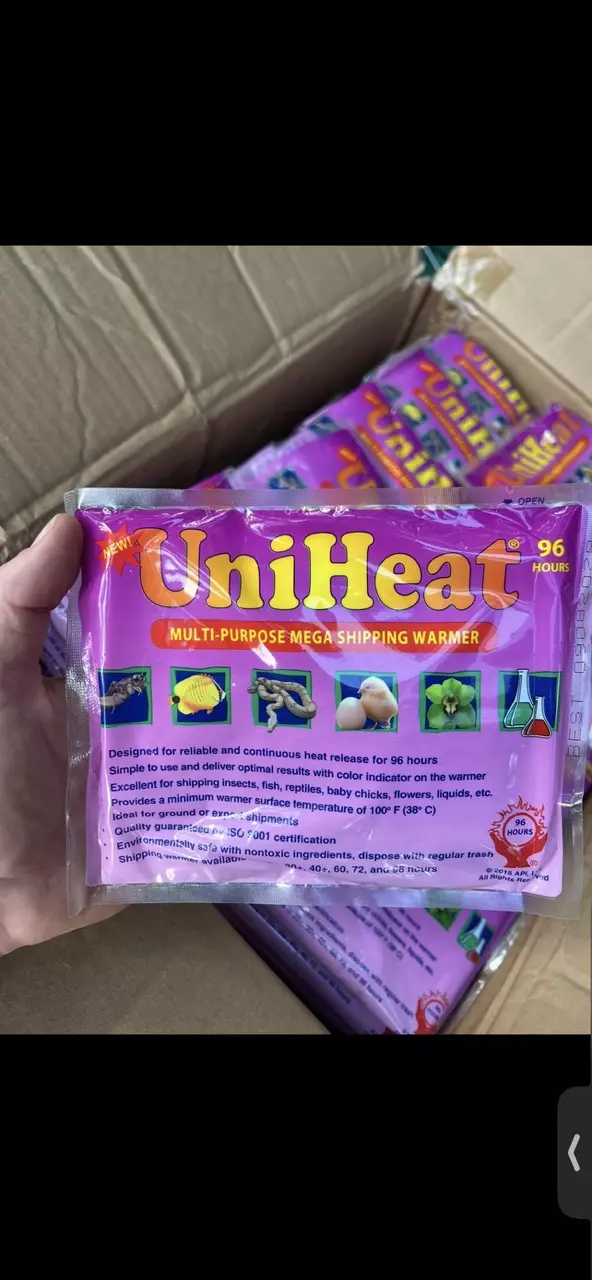 OPEN
NEW!
UniHeat®
96
HOURS
MULTI-PURPOSE MEGA SHIPPING WARMER
Designed for reliable and continuous heat release for 96 hours
Simple to use and deliver optimal results with color indicator on the warmer
Excellent for shipping insects, fish, reptiles, baby chicks, flowers, liquids, etc.
Provides a minimum warmer surface temperature of 100° F (38° C)
Ideal for ground or export shipments
Quality guaranteed by ISO 9001 certification
Environmentally safe with nontoxic ingredients, dispose with regular trash
Shipping warmer 40+, 60, 72, and hours
96
HOURS
© 2015 API,
All Rights
BEST
UniHeat